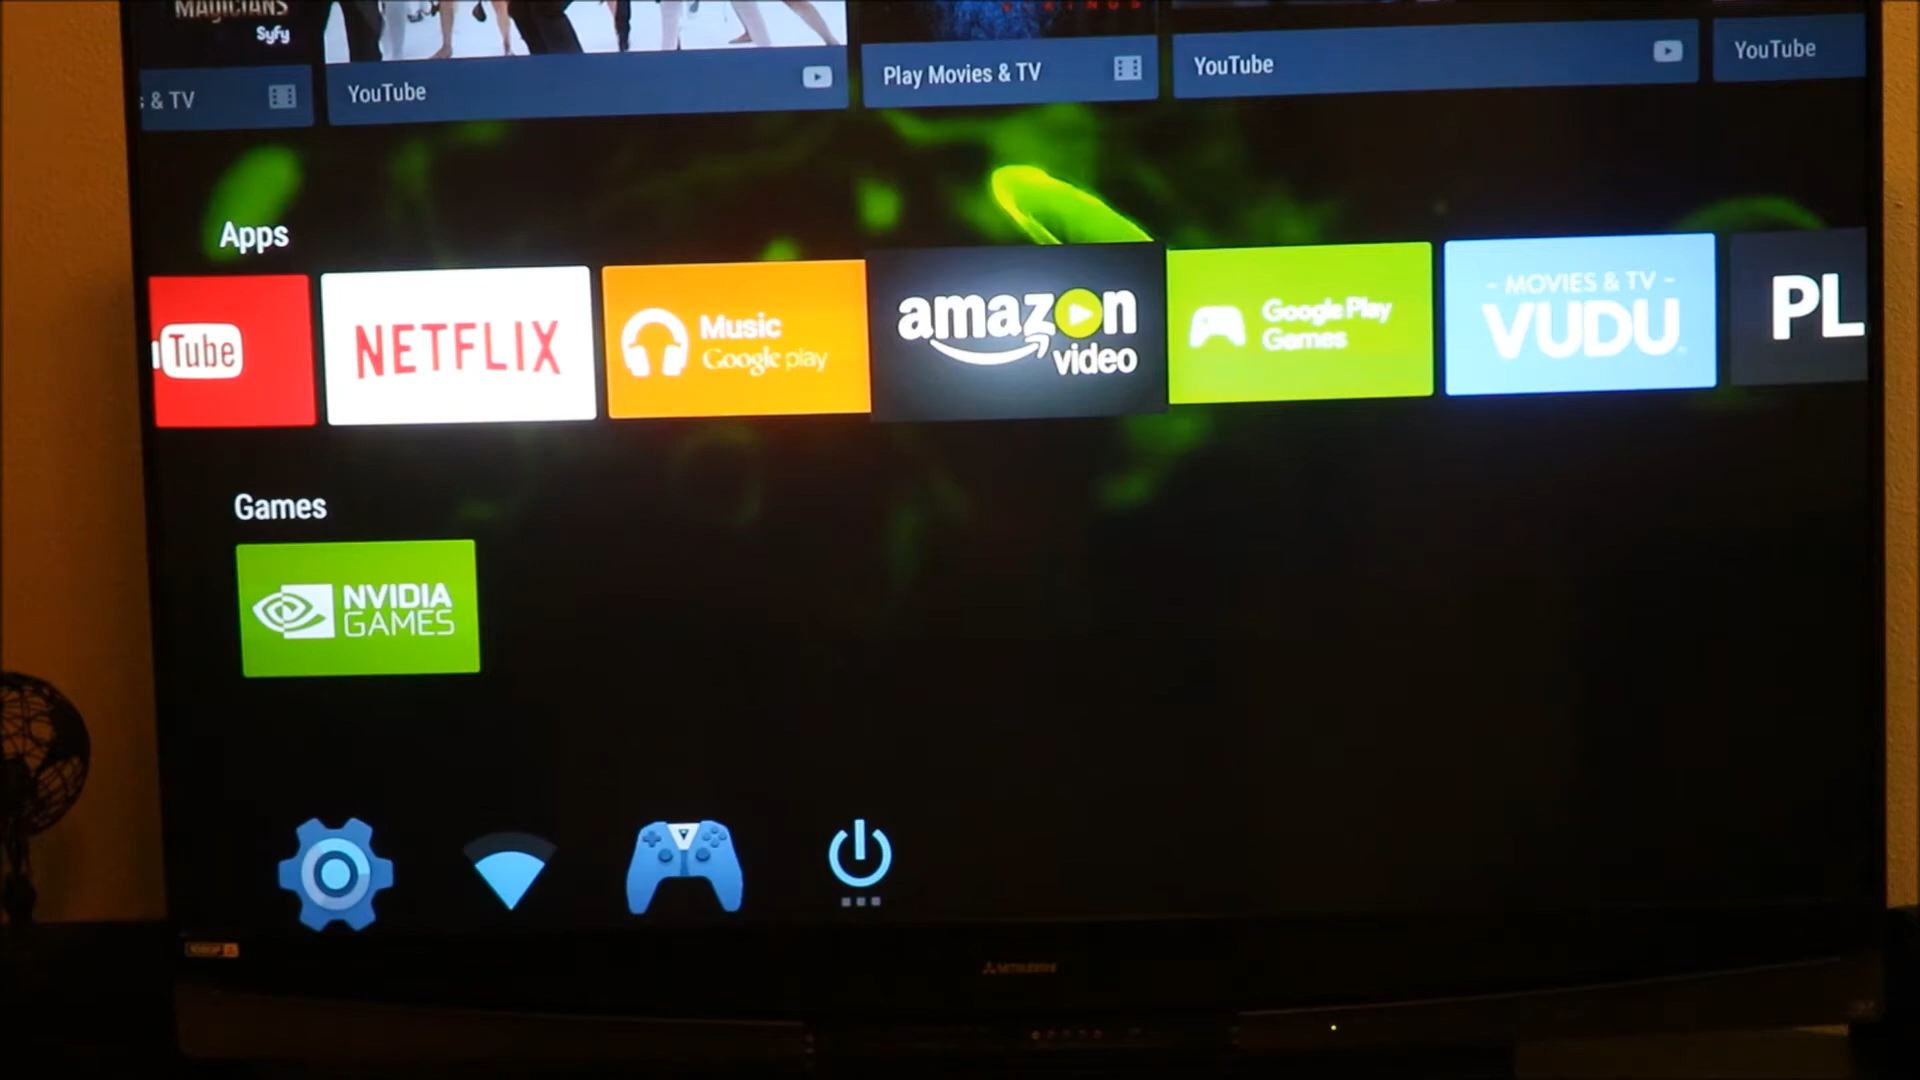 MAGICIANS
Syfy
& TV
YouTube
Play Movies & TV
YouTube
YouTube
Apps
Tube
NETFLIX
Music
Google play
amazon
video
Google Play
Games
- MOVIES & TV -
VUDU
PL
Games
NVIDIA
GAMES
MITSUBISHI